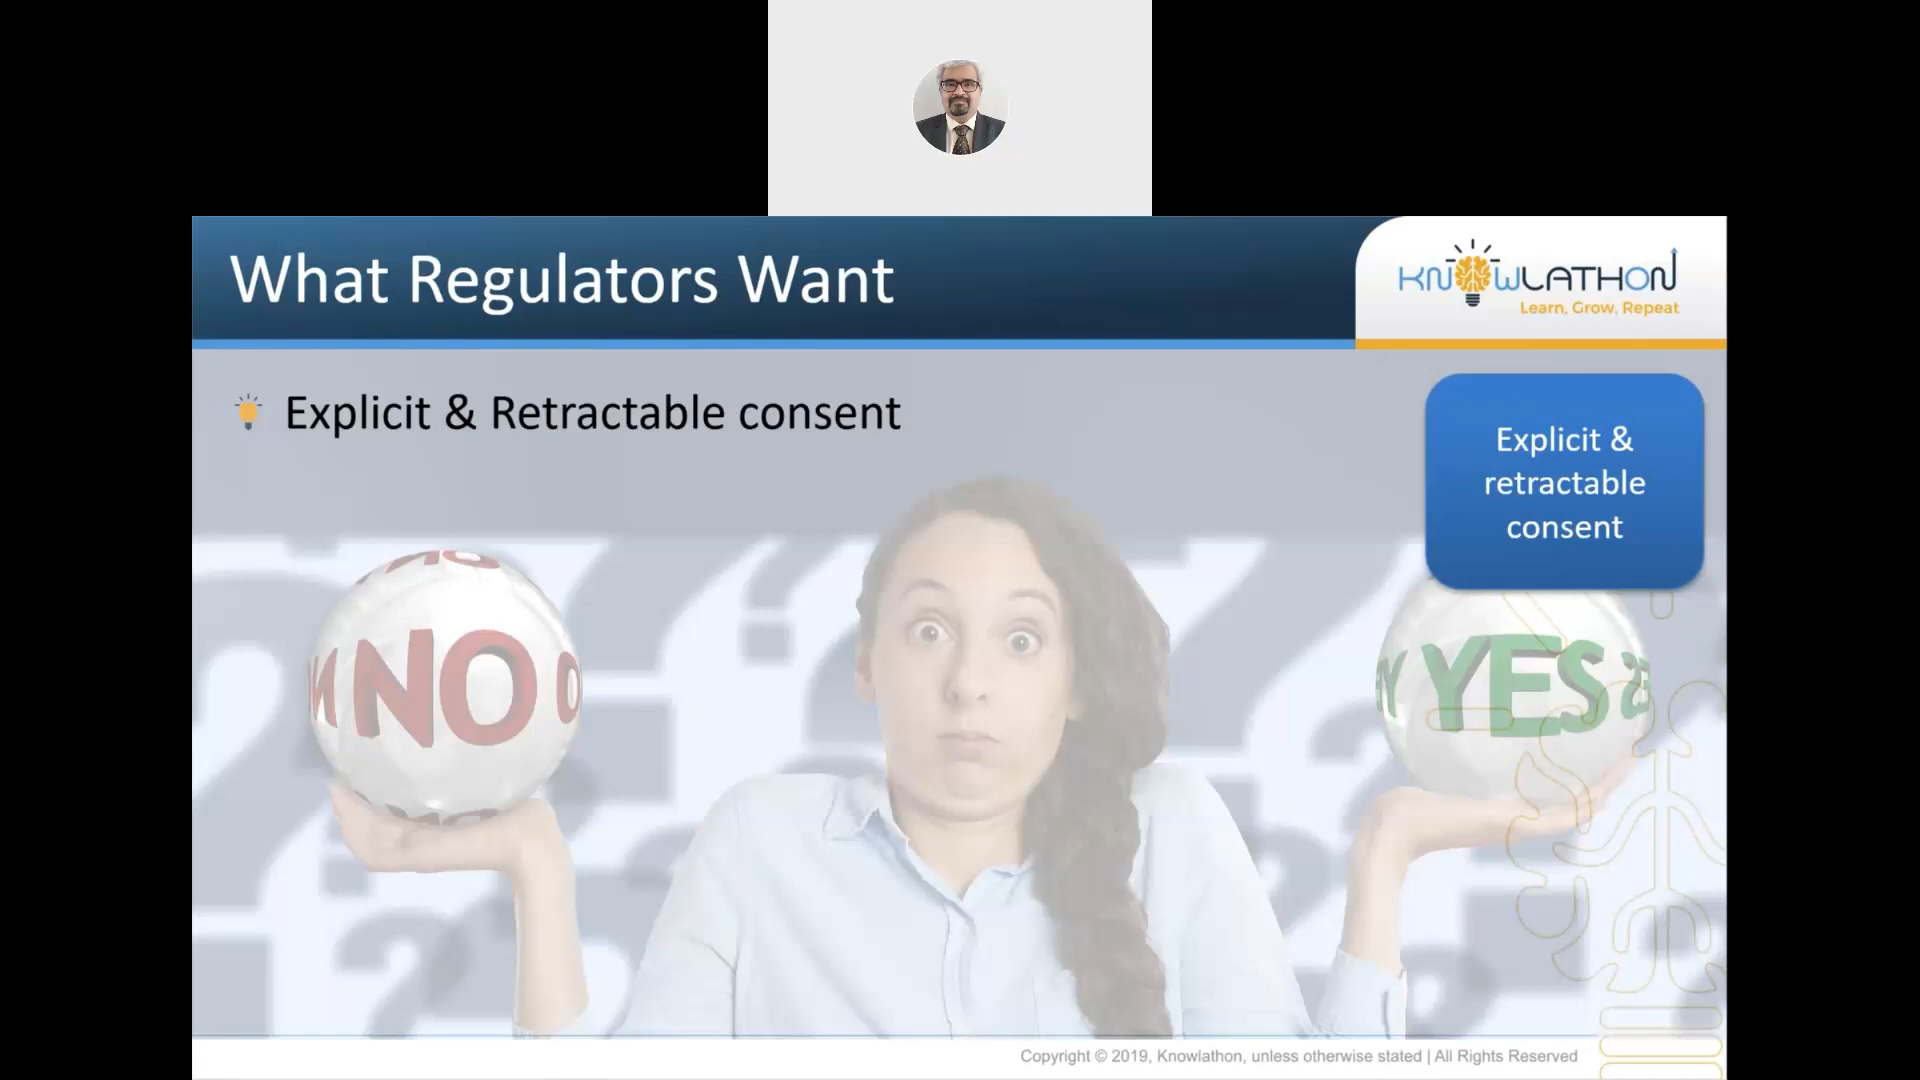 What Regulators Want
KNOWLATHON
Learn, Grow, Repeat
Explicit & Retractable consent
Explicit &
retractable
consent
NO
YES
Copyright © 2019, Knowlathon, unless otherwise stated | All Rights Reserved